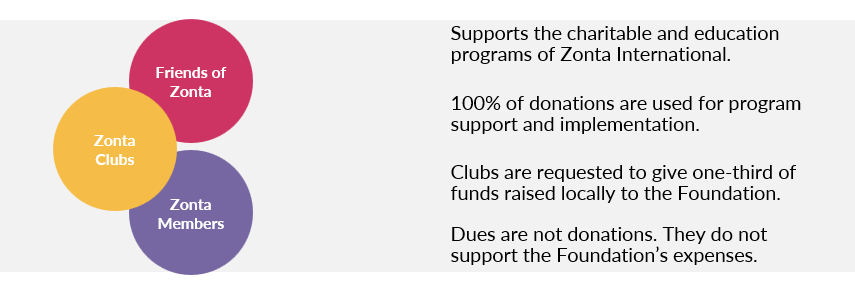 Friends of
Zonta
Zonta
Clubs
Zonta
Members
Supports the charitable and education
programs of Zonta International.
100% of donations are used for program
support and implementation.
Clubs are requested to give one-third of
funds raised locally to the Foundation.
Dues are not donations. They do not
support the Foundation’s expenses.